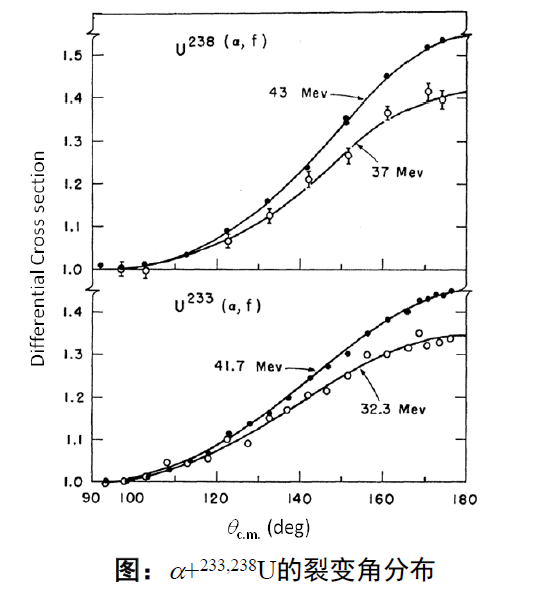 U238 (α, f)
1.5
1.4
1.3
1.2
1.1
1.0
43 Mev
37 Mev
Differential Cross section
U233 (α, f)
1.4
1.3
1.2
1.1
1.0
41.7 Mev
32.3 Mev
90 100 120 140 160 180
θc.m. (deg)
图：α+233,238U的裂变角分布